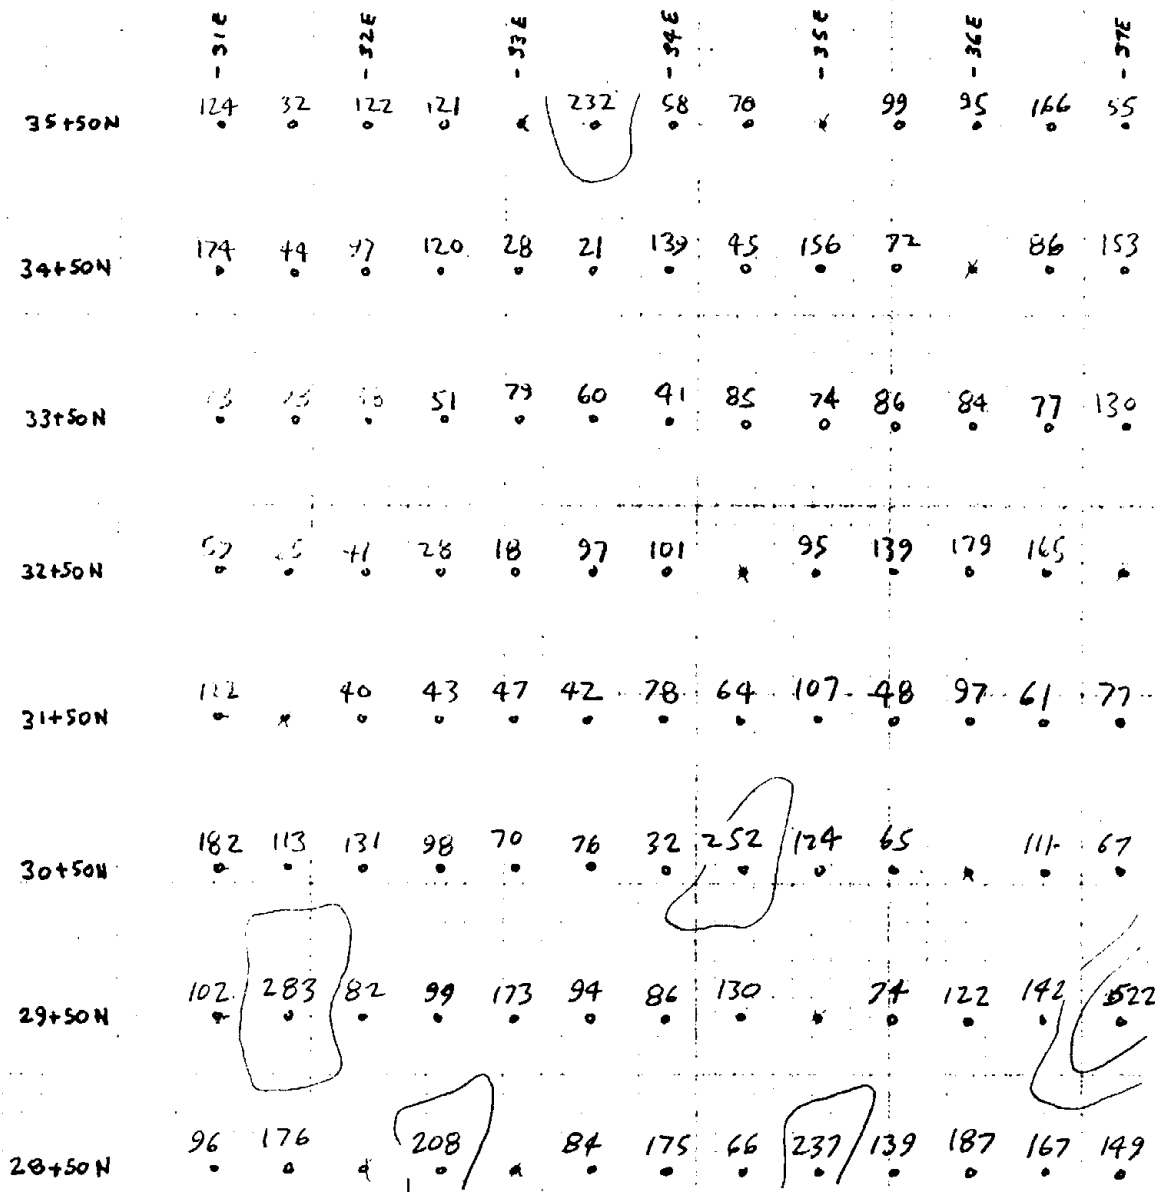 -31E -32E -33E -34E -35E -36E -37E
35+50N 124 32 122 121 232 58 70 99 95 166 55
34+50N 174 44 120 28 21 139 45 156 72 86 153
33+50N 51 79 60 41 85 74 86 84 77 130
32+50N 41 28 18 97 101 95 139 179 165
31+50N 40 43 47 42 78 64 107 48 97 61 77
30+50N 182 113 131 98 70 76 32 252 124 65 111 67
29+50N 102 283 82 99 173 94 86 130 74 122 142 522
28+50N 96 176 208 84 175 66 237 139 187 167 149